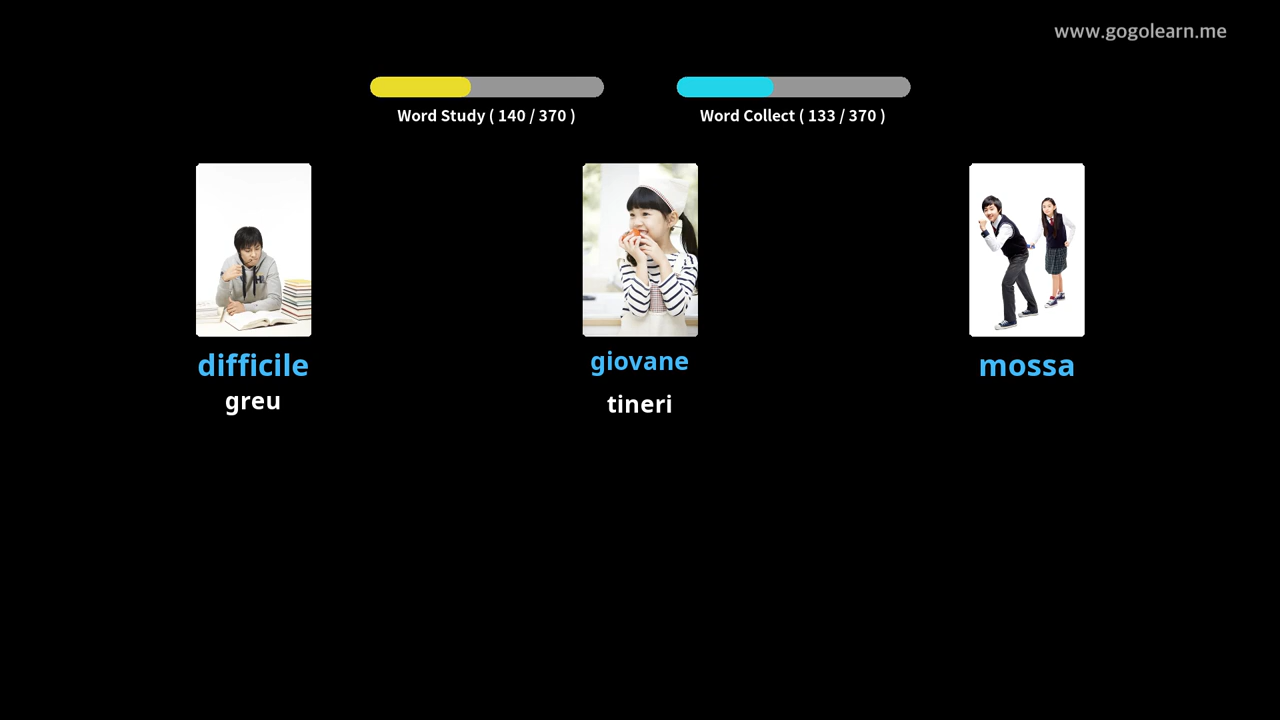 www.gogolearn.me
Word Study ( 140 / 370 )
Word Collect ( 133 / 370 )
difficile
greu
giovane
tineri
mossa